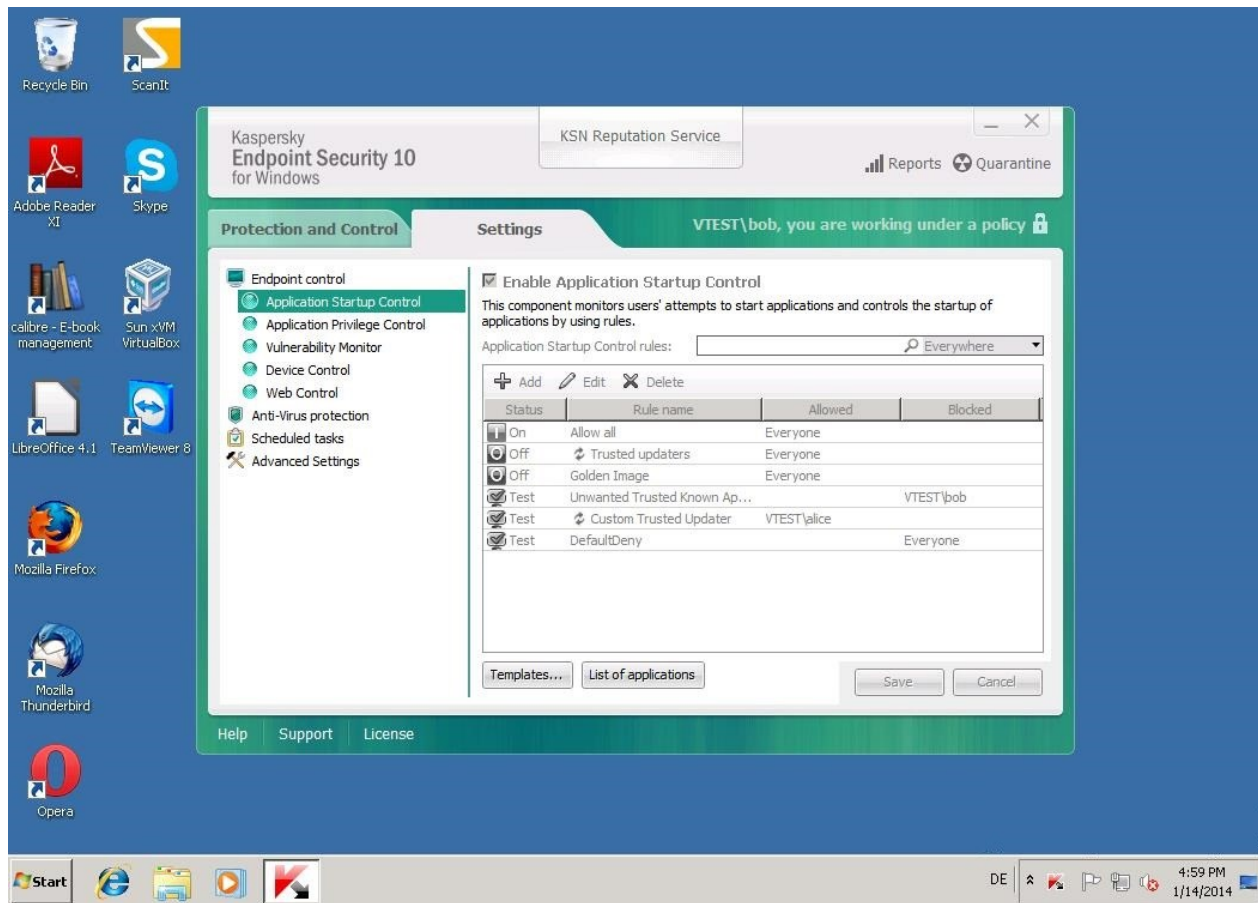 Recycle Bin
ScanIt
Adobe Reader
XI
Skype
calibre - E-book
management
Sun xVM
VirtualBox
LibreOffice 4.1
TeamViewer 8
Mozilla Firefox
Mozilla
Thunderbird
Opera
Kaspersky
Endpoint Security 10
for Windows
KSN Reputation Service
Reports
Quarantine
Protection and Control
Settings
VTEST\bob, you are working under a policy
Endpoint control
Application Startup Control
Application Privilege Control
Vulnerability Monitor
Device Control
Web Control
Anti-Virus protection
Scheduled tasks
Advanced Settings
Enable Application Startup Control
This component monitors users' attempts to start applications and controls the startup of
applications by using rules.
Application Startup Control rules:
Everywhere
Add Edit Delete
Status Rule name Allowed Blocked
On Allow all Everyone
Off Trusted updaters Everyone
Off Golden Image Everyone
Test Unwanted Trusted Known Ap... VTEST\bob
Test Custom Trusted Updater VTEST\alice
Test DefaultDeny Everyone
Templates...
List of applications
Save
Cancel
Help
Support
License
Start
DE
4:59 PM
1/14/2014